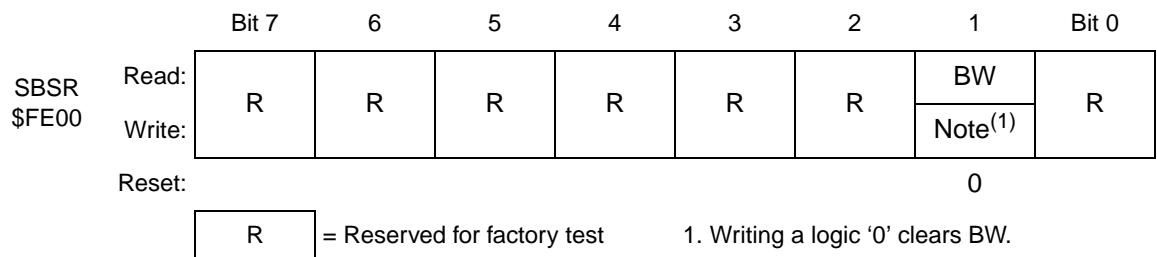 Bit 7 6 5 4 3 2 1 Bit 0
SBSR
$FE00
Read: R R R R R R BW R
Write: Note(1)
Reset: 0
R = Reserved for factory test 1. Writing a logic ‘0’ clears BW.